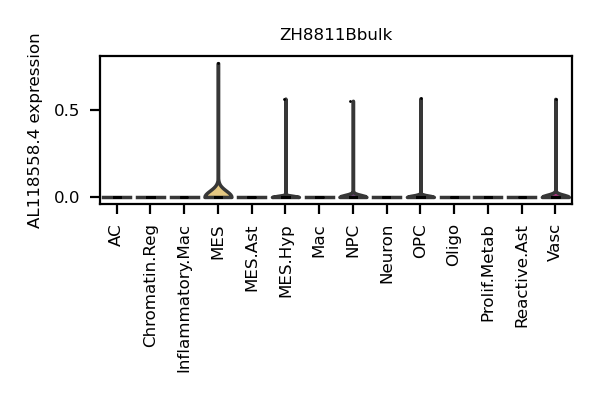 ZH8811Bbulk
AL118558.4 expression
0.5
0.0
AC
Chromatin.Reg
Inflammatory.Mac
MES
MES.Ast
MES.Hyp
Mac
NPC
Neuron
OPC
Oligo
Prolif.Metab
Reactive.Ast
Vasc